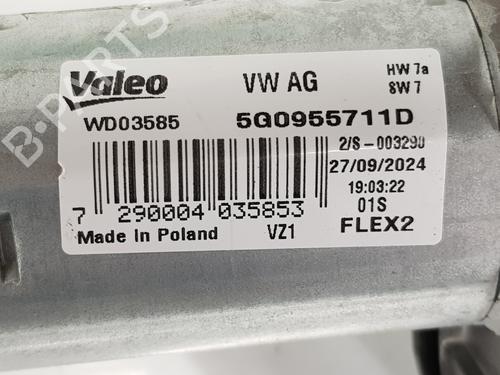 B-PARTS
Valeo VW AG HW 7a
SW 7
WD03585 5G0955711D
2/S-003290
27/09/2024
19:03:22
7 290004 035853 01S
Made In Poland VZ1 FLEX2